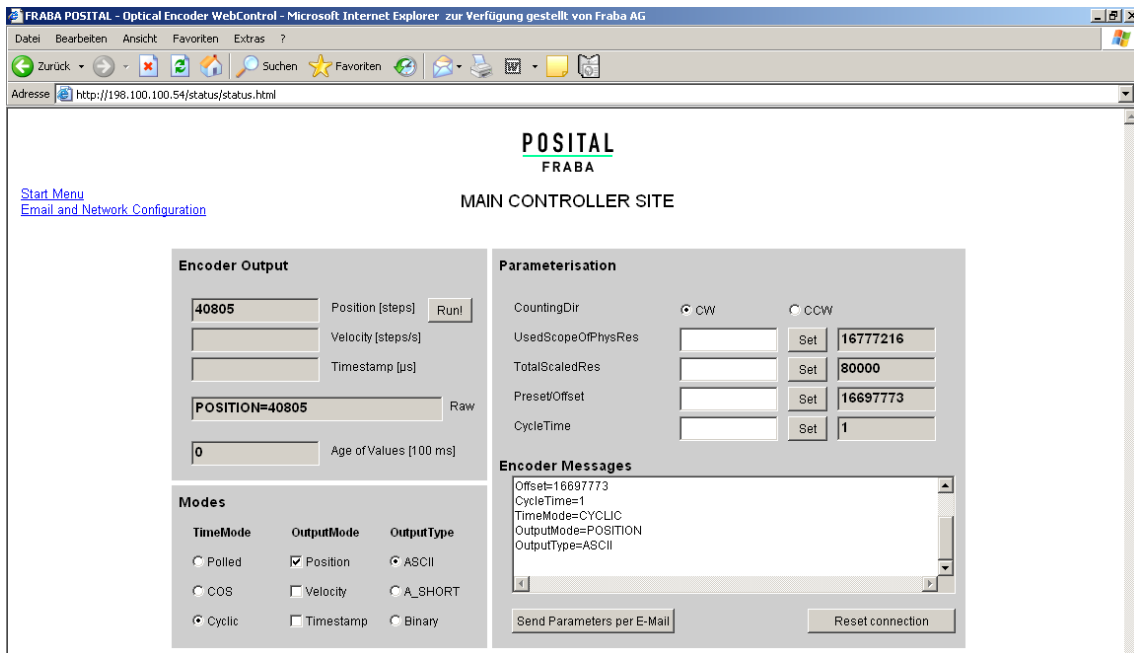 FRABA POSITAL - Optical Encoder WebControl - Microsoft Internet Explorer zur Verfügung gestellt von Fraba AG
Datei Bearbeiten Ansicht Favoriten Extras ?
Zurück Suchen Favoriten
Adresse http://198.100.100.54/status/status.html
POSITAL
FRABA
Start Menu
Email and Network Configuration
MAIN CONTROLLER SITE
Encoder Output
40805 Position [steps] Run!
Velocity [steps/s]
Timestamp [µs]
POSITION=40805 Raw
0 Age of Values [100 ms]
Modes
TimeMode OutputMode OutputType
Polled Position ASCII
COS Velocity A_SHORT
Cyclic Timestamp Binary
Parameterisation
CountingDir CW CCW
UsedScopeOfPhysRes Set 16777216
TotalScaledRes Set 80000
Preset/Offset Set 16697773
CycleTime Set 1
Encoder Messages
Offset=16697773
CycleTime=1
TimeMode=CYCLIC
OutputMode=POSITION
OutputType=ASCII
Send Parameters per E-Mail Reset connection